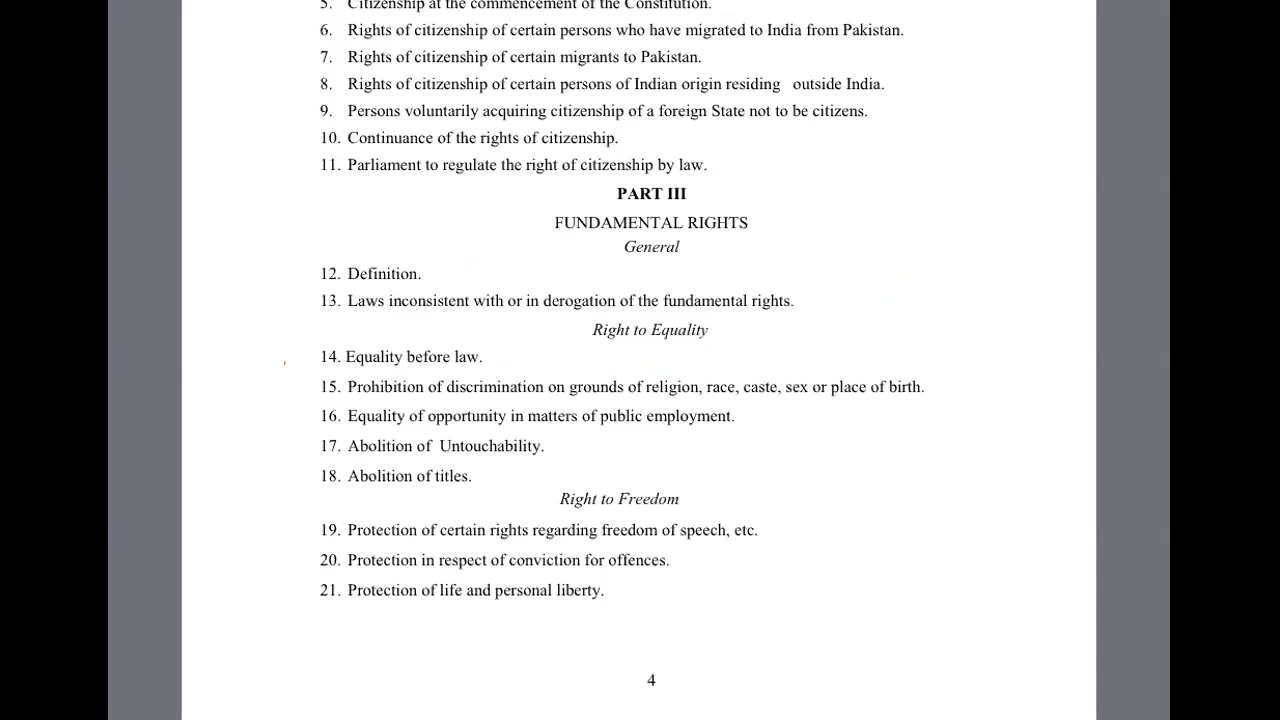 5. Citizenship at the commencement of the Constitution.
6. Rights of citizenship of certain persons who have migrated to India from Pakistan.
7. Rights of citizenship of certain migrants to Pakistan.
8. Rights of citizenship of certain persons of Indian origin residing outside India.
9. Persons voluntarily acquiring citizenship of a foreign State not to be citizens.
10. Continuance of the rights of citizenship.
11. Parliament to regulate the right of citizenship by law.
PART III
FUNDAMENTAL RIGHTS
General
12. Definition.
13. Laws inconsistent with or in derogation of the fundamental rights.
Right to Equality
14. Equality before law.
15. Prohibition of discrimination on grounds of religion, race, caste, sex or place of birth.
16. Equality of opportunity in matters of public employment.
17. Abolition of Untouchability.
18. Abolition of titles.
Right to Freedom
19. Protection of certain rights regarding freedom of speech, etc.
20. Protection in respect of conviction for offences.
21. Protection of life and personal liberty.
4